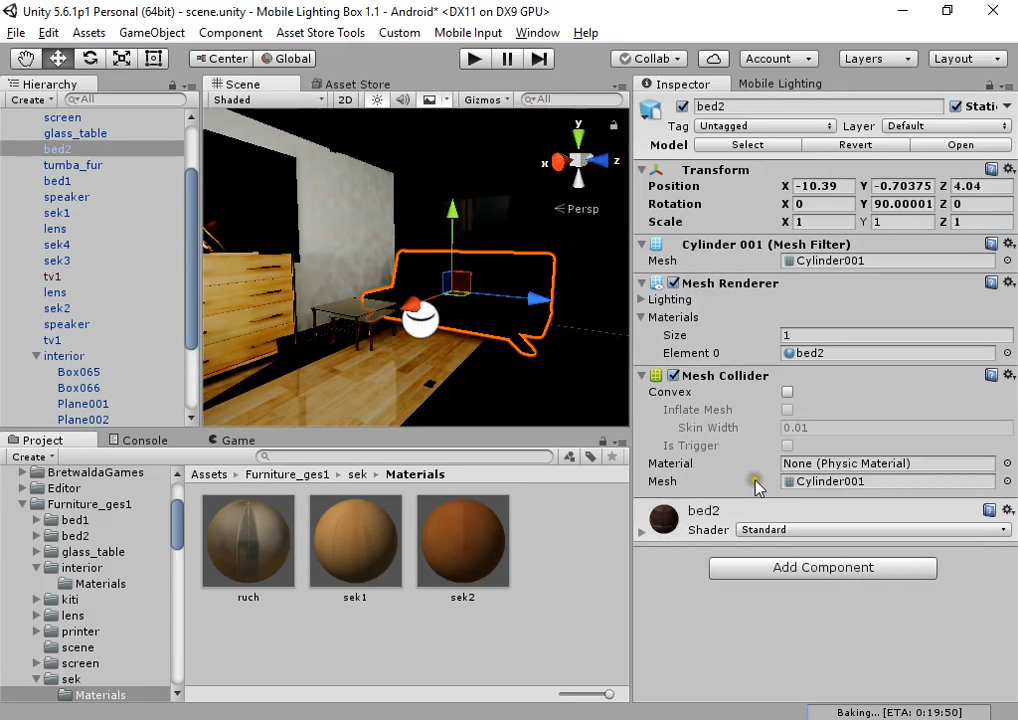 Unity 5.6.1p1 Personal (64bit) - scene.unity - Mobile Lighting Box 1.1 - Android* <DX11 on DX9 GPU>
File Edit Assets GameObject Component Asset Store Tools Custom Mobile Input Window Help
Center Global Collab Account Layers Layout
Hierarchy
Create All
screen
glass_table
bed2
tumba_fur
bed1
speaker
sek1
lens
sek4
sek3
tv1
lens
sek2
speaker
tv1
interior
Box065
Box066
Plane001
Plane002
Scene Asset Store
Shaded 2D Gizmos All
y
x z
Persp
Project Console Game
Create
BretwaldaGames
Editor
Furniture_ges1
bed1
bed2
glass_table
interior
Materials
kiti
lens
printer
scene
screen
sek
Materials
Assets Furniture_ges1 sek Materials
ruch sek1 sek2
Inspector Mobile Lighting
bed2 Stati
Tag Untagged Layer Default
Model Select Revert Open
Transform
Position X -10.39 Y -0.70375 Z 4.04
Rotation X 0 Y 90.00001 Z 0
Scale X 1 Y 1 Z 1
Cylinder 001 (Mesh Filter)
Mesh Cylinder001
Mesh Renderer
Lighting
Materials
Size 1
Element 0 bed2
Mesh Collider
Convex
Inflate Mesh
Skin Width 0.01
Is Trigger
Material None (Physic Material)
Mesh Cylinder001
bed2
Shader Standard
Add Component
Baking... [ETA: 0:19:50]